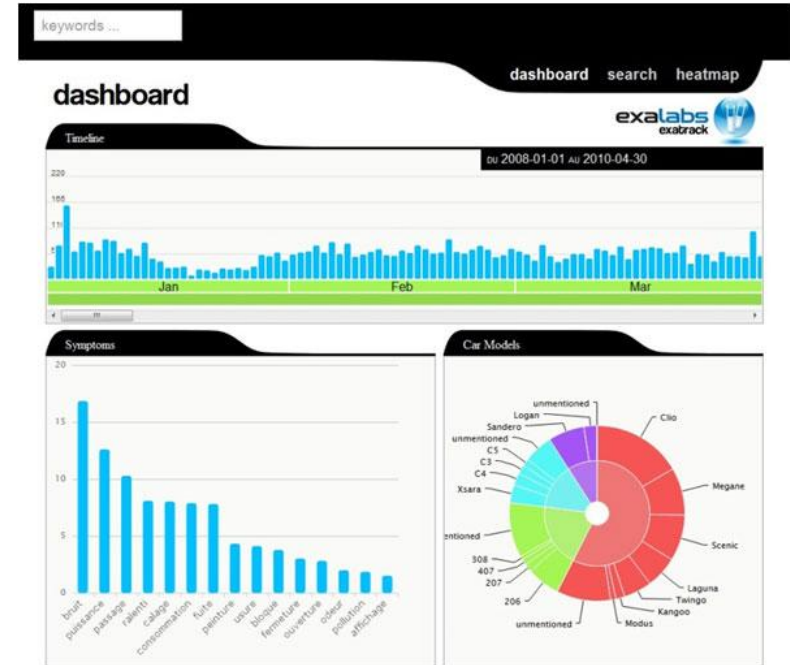 keywords ...
dashboard search heatmap
dashboard
exalabs
exatrack
Timeline
DU 2008-01-01 AU 2010-04-30
220
Jan Feb Mar
Symptoms
20
15
10
5
0
bruit
puissance
passage
ralenti
calage
consommation
fuite
peinture
usure
bloque
fermeture
ouverture
odeur
pollution
affichage
Car Models
unmentioned
Logan
Sandero
unmentioned
C5
C3
C4
Xsara
entioned
308
407
207
206
unmentioned
Clio
Megane
Scenic
Laguna
Twingo
Kangoo
Modus